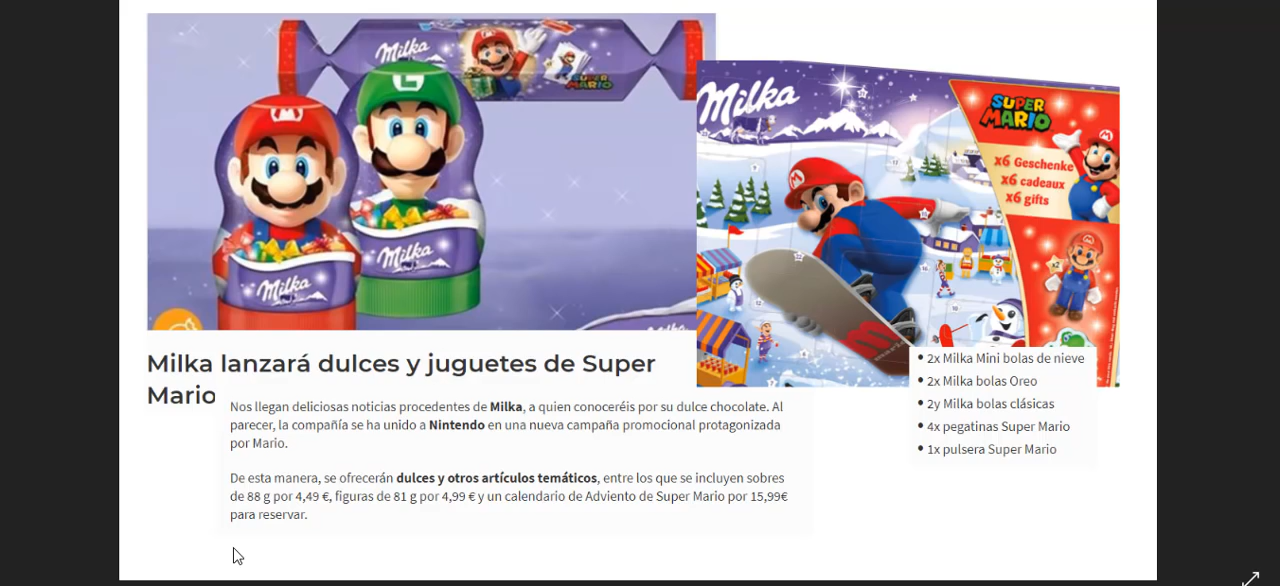 Milka
SUPER
MARIO
Milka
Milka
Milka
SUPER
MARIO
x6 Geschenke
x6 cadeaux
x6 gifts
x2
Milka lanzará dulces y juguetes de Super
Mario
Nos llegan deliciosas noticias procedentes de Milka, a quien conoceréis por su dulce chocolate. Al
parecer, la compañía se ha unido a Nintendo en una nueva campaña promocional protagonizada
por Mario.
De esta manera, se ofrecerán dulces y otros artículos temáticos, entre los que se incluyen sobres
de 88 g por 4,49 €, figuras de 81 g por 4,99 € y un calendario de Adviento de Super Mario por 15,99€
para reservar.
• 2x Milka Mini bolas de nieve
• 2x Milka bolas Oreo
• 2y Milka bolas clásicas
• 4x pegatinas Super Mario
• 1x pulsera Super Mario